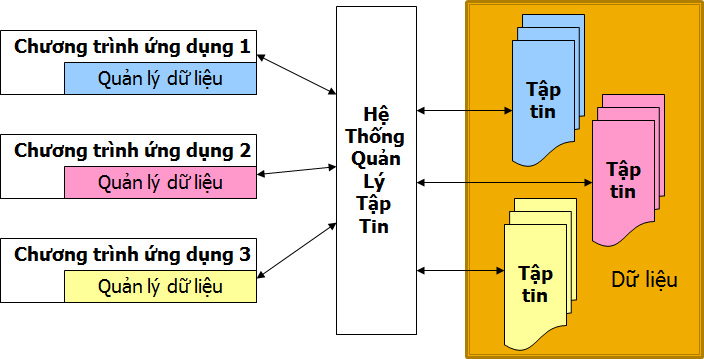 Chương trình ứng dụng 1
Quản lý dữ liệu
Chương trình ứng dụng 2
Quản lý dữ liệu
Chương trình ứng dụng 3
Quản lý dữ liệu
Hệ
Thống
Quản
Lý
Tập
Tin
Tập
tin
Tập
tin
Tập
tin
Dữ liệu